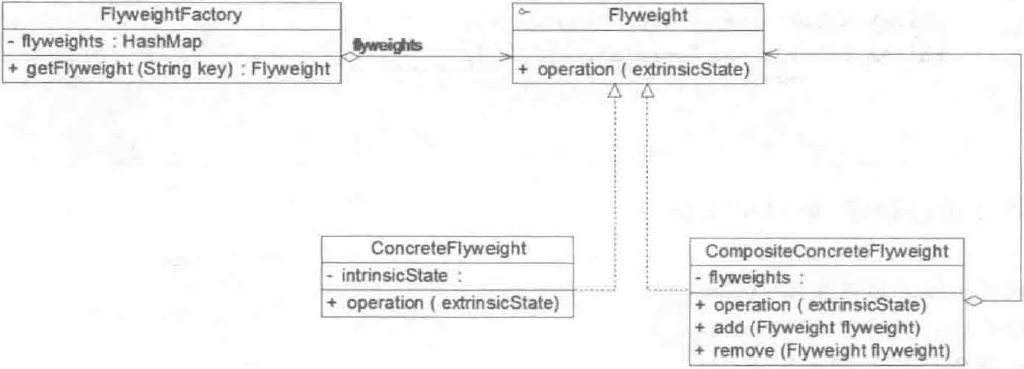 FlyweightFactory
- flyweights : HashMap
+ getFlyweight (String key) : Flyweight
flyweights
Flyweight
+ operation ( extrinsicState)
ConcreteFlyweight
- intrinsicState :
+ operation ( extrinsicState)
CompositeConcreteFlyweight
- flyweights :
+ operation ( extrinsicState)
+ add (Flyweight flyweight)
+ remove (Flyweight flyweight)